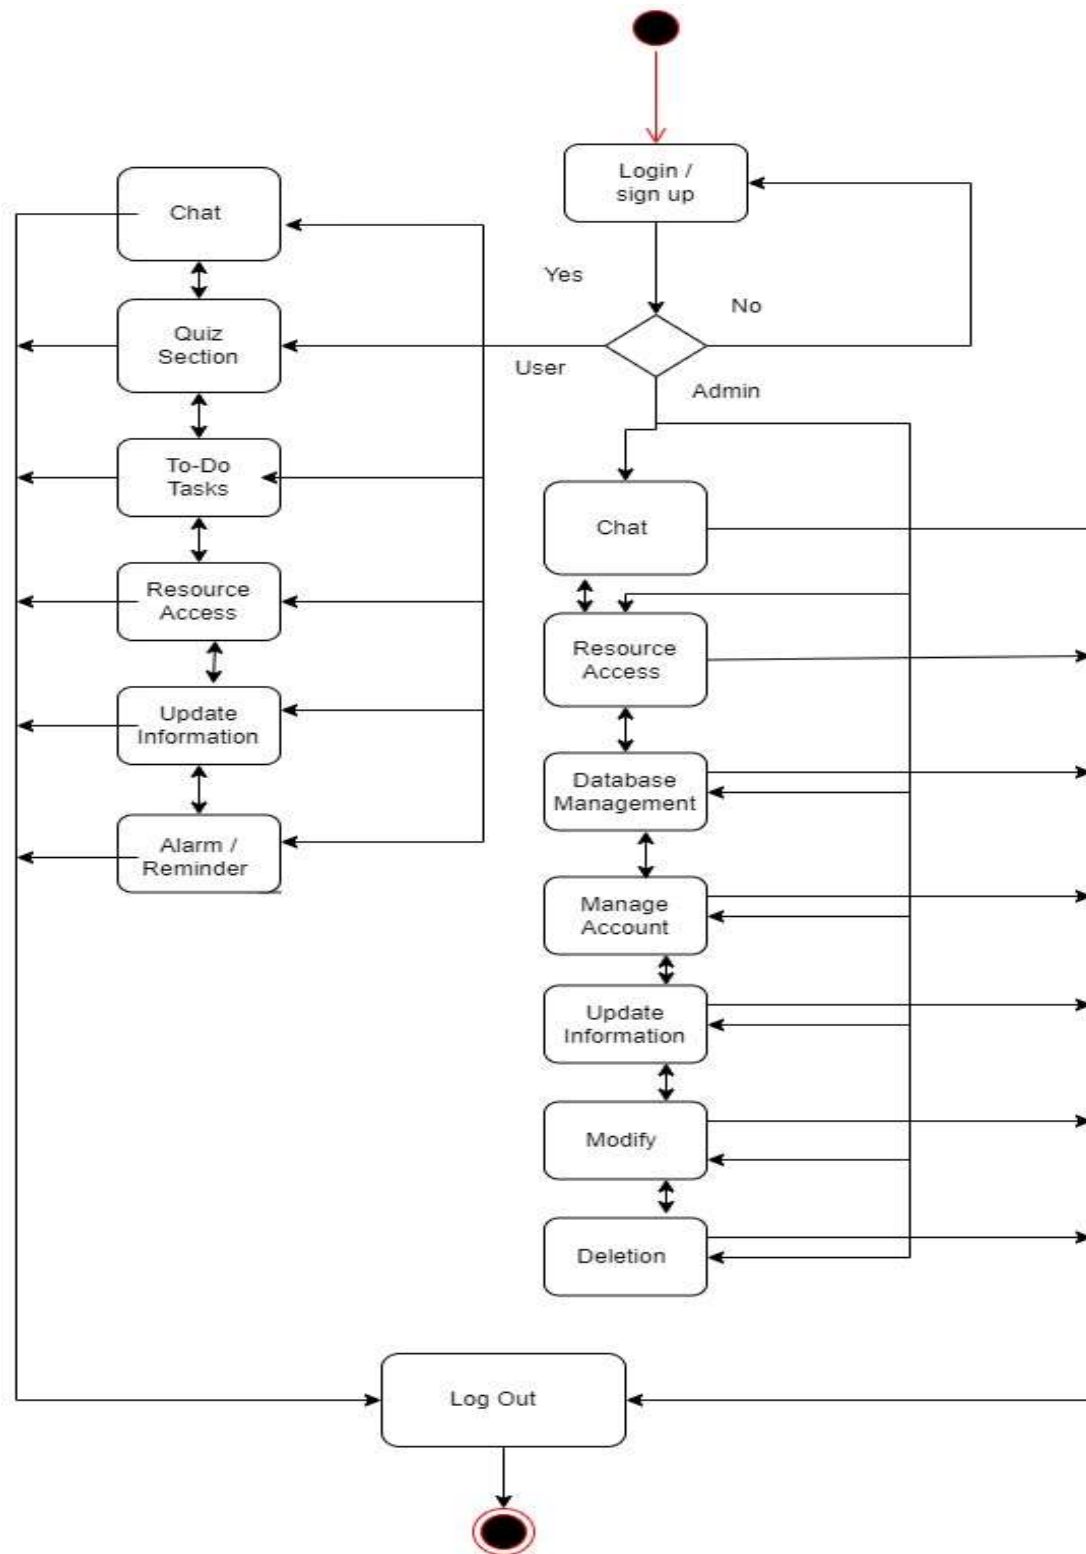 Login /
sign up
Yes
No
User
Admin
Chat
Quiz
Section
To-Do
Tasks
Resource
Access
Update
Information
Alarm /
Reminder
Chat
Resource
Access
Database
Management
Manage
Account
Update
Information
Modify
Deletion
Log Out